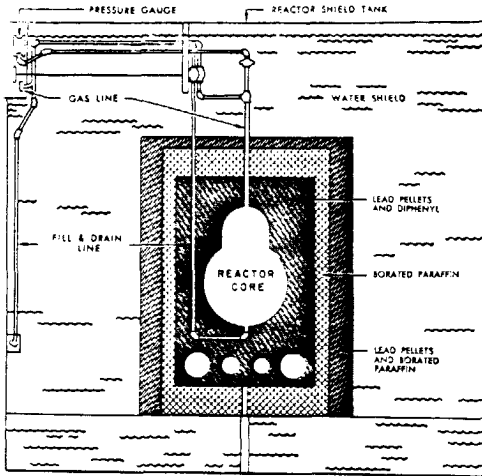 PRESSURE GAUGE
REACTOR SHIELD TANK
GAS LINE
WATER SHIELD
LEAD PELLETS
AND DIPHENYL
FILL & DRAIN
LINE
REACTOR
CORE
BORATED PARAFFIN
LEAD PELLETS
AND BORATED
PARAFFIN